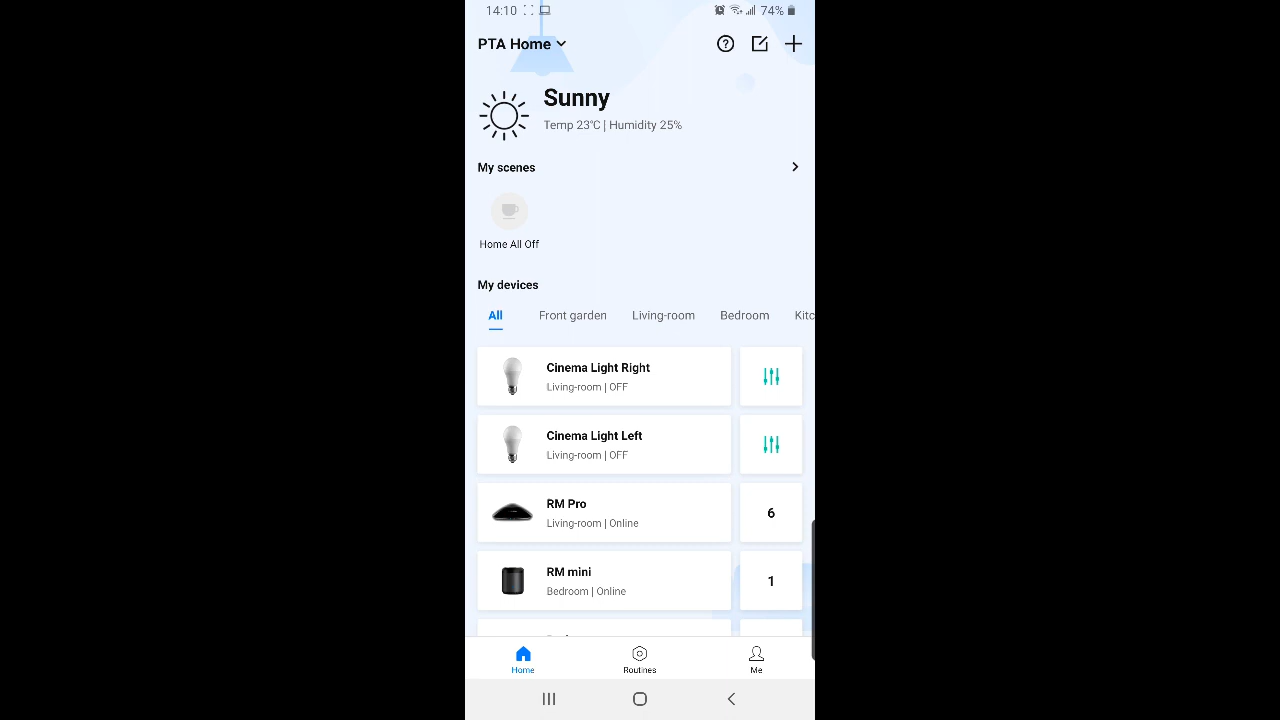 14:10 74%
PTA Home
Sunny
Temp 23℃ | Humidity 25%
My scenes
Home All Off
My devices
All Front garden Living-room Bedroom Kitc
Cinema Light Right
Living-room | OFF
Cinema Light Left
Living-room | OFF
RM Pro
Living-room | Online
6
RM mini
Bedroom | Online
1
Home Routines Me